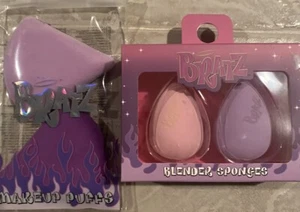 BRATZ
MAKEUP PUFFS
BRATZ
BLENDER SPONGES